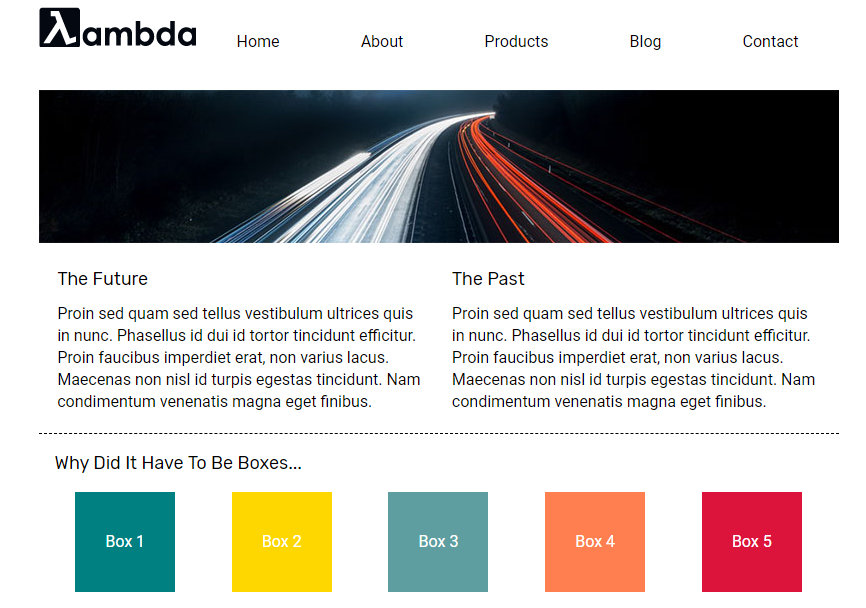 λambda
Home About Products Blog Contact
The Future
Proin sed quam sed tellus vestibulum ultrices quis
in nunc. Phasellus id dui id tortor tincidunt efficitur.
Proin faucibus imperdiet erat, non varius lacus.
Maecenas non nisl id turpis egestas tincidunt. Nam
condimentum venenatis magna eget finibus.
The Past
Proin sed quam sed tellus vestibulum ultrices quis
in nunc. Phasellus id dui id tortor tincidunt efficitur.
Proin faucibus imperdiet erat, non varius lacus.
Maecenas non nisl id turpis egestas tincidunt. Nam
condimentum venenatis magna eget finibus.
Why Did It Have To Be Boxes...
Box 1 Box 2 Box 3 Box 4 Box 5